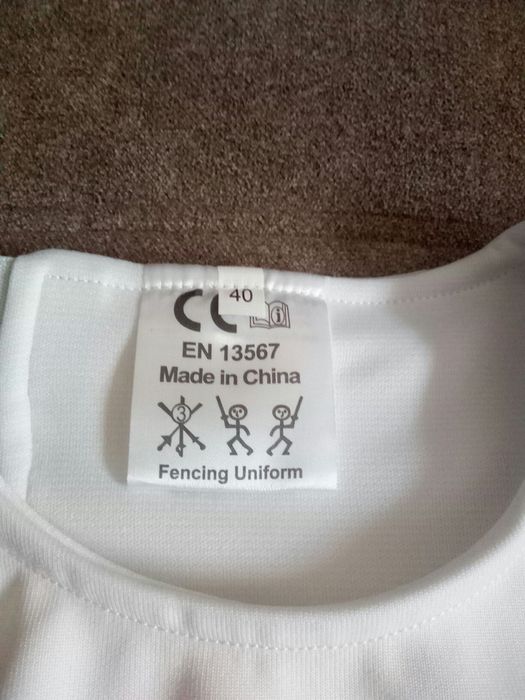 40
CE
i
EN 13567
Made in China
3
Fencing Uniform